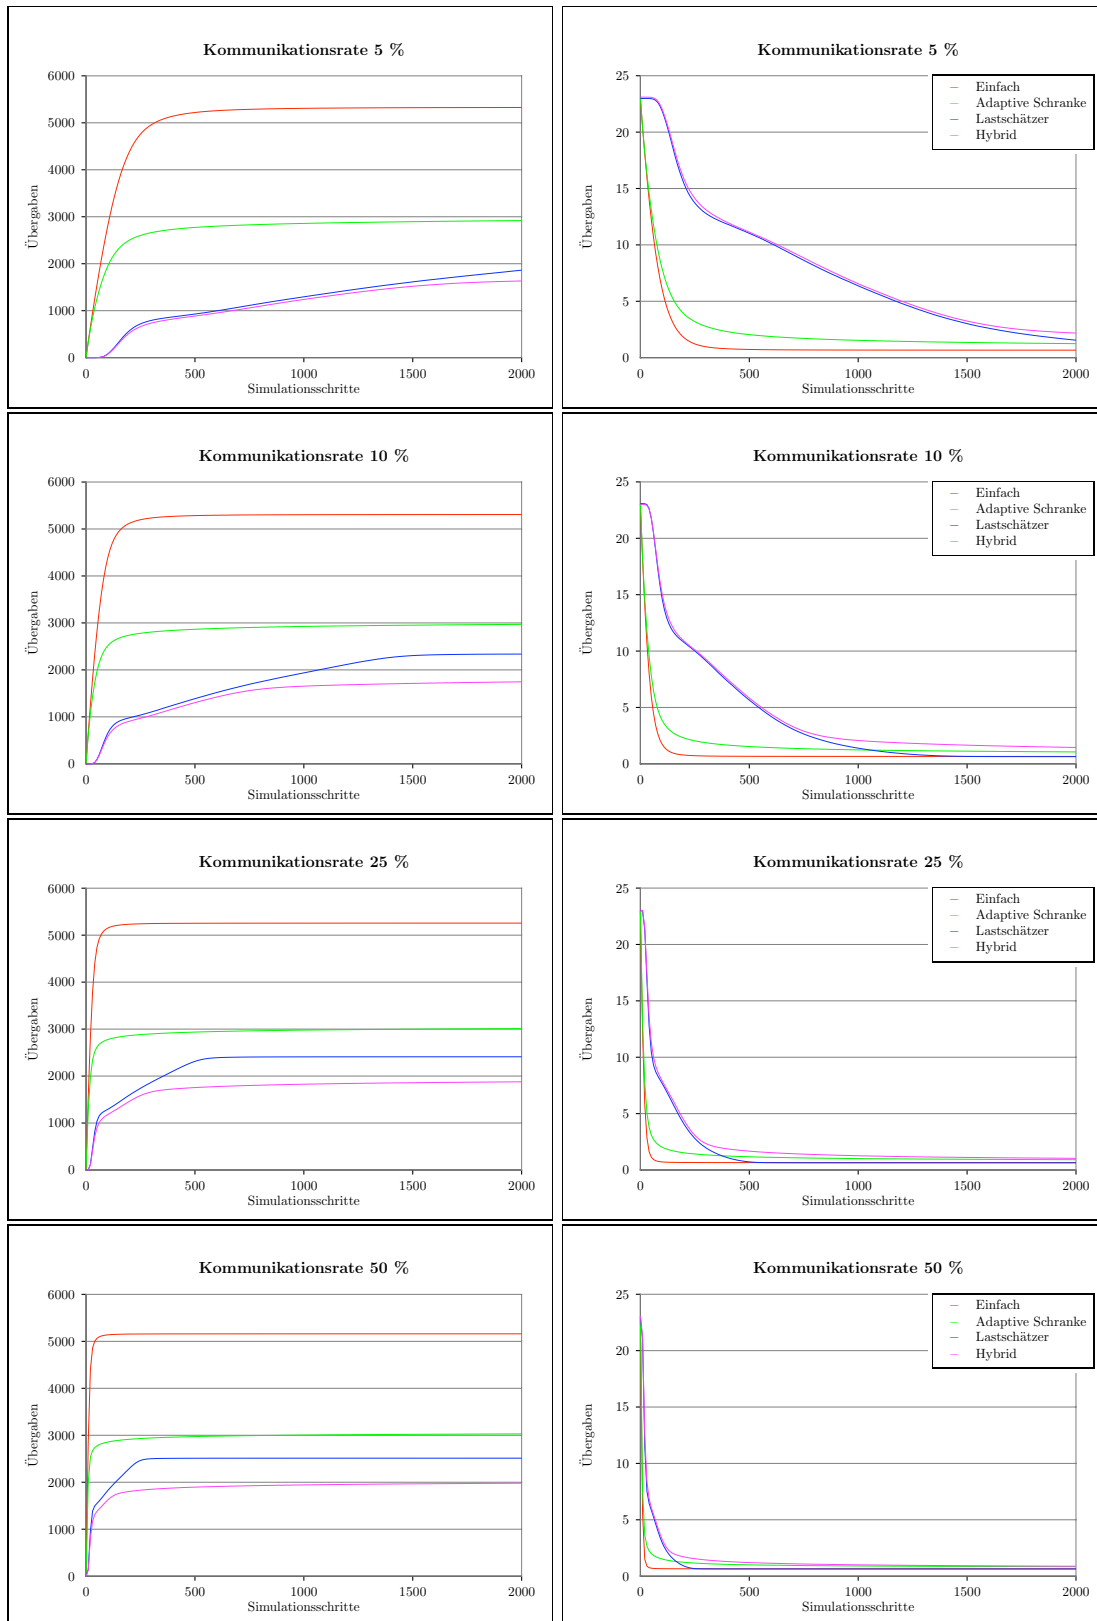 Kommunikationsrate 5 %
6000
5000
4000
3000
2000
1000
0
Übergaben
0 500 1000 1500 2000
Simulationsschritte
Kommunikationsrate 5 %
25
20
15
10
5
0
Übergaben
0 500 1000 1500 2000
Simulationsschritte
Einfach
Adaptive Schranke
Lastschätzer
Hybrid
Kommunikationsrate 10 %
6000
5000
4000
3000
2000
1000
0
Übergaben
0 500 1000 1500 2000
Simulationsschritte
Kommunikationsrate 10 %
25
20
15
10
5
0
Übergaben
0 500 1000 1500 2000
Simulationsschritte
Einfach
Adaptive Schranke
Lastschätzer
Hybrid
Kommunikationsrate 25 %
6000
5000
4000
3000
2000
1000
0
Übergaben
0 500 1000 1500 2000
Simulationsschritte
Kommunikationsrate 25 %
25
20
15
10
5
0
Übergaben
0 500 1000 1500 2000
Simulationsschritte
Einfach
Adaptive Schranke
Lastschätzer
Hybrid
Kommunikationsrate 50 %
6000
5000
4000
3000
2000
1000
0
Übergaben
0 500 1000 1500 2000
Simulationsschritte
Kommunikationsrate 50 %
25
20
15
10
5
0
Übergaben
0 500 1000 1500 2000
Simulationsschritte
Einfach
Adaptive Schranke
Lastschätzer
Hybrid